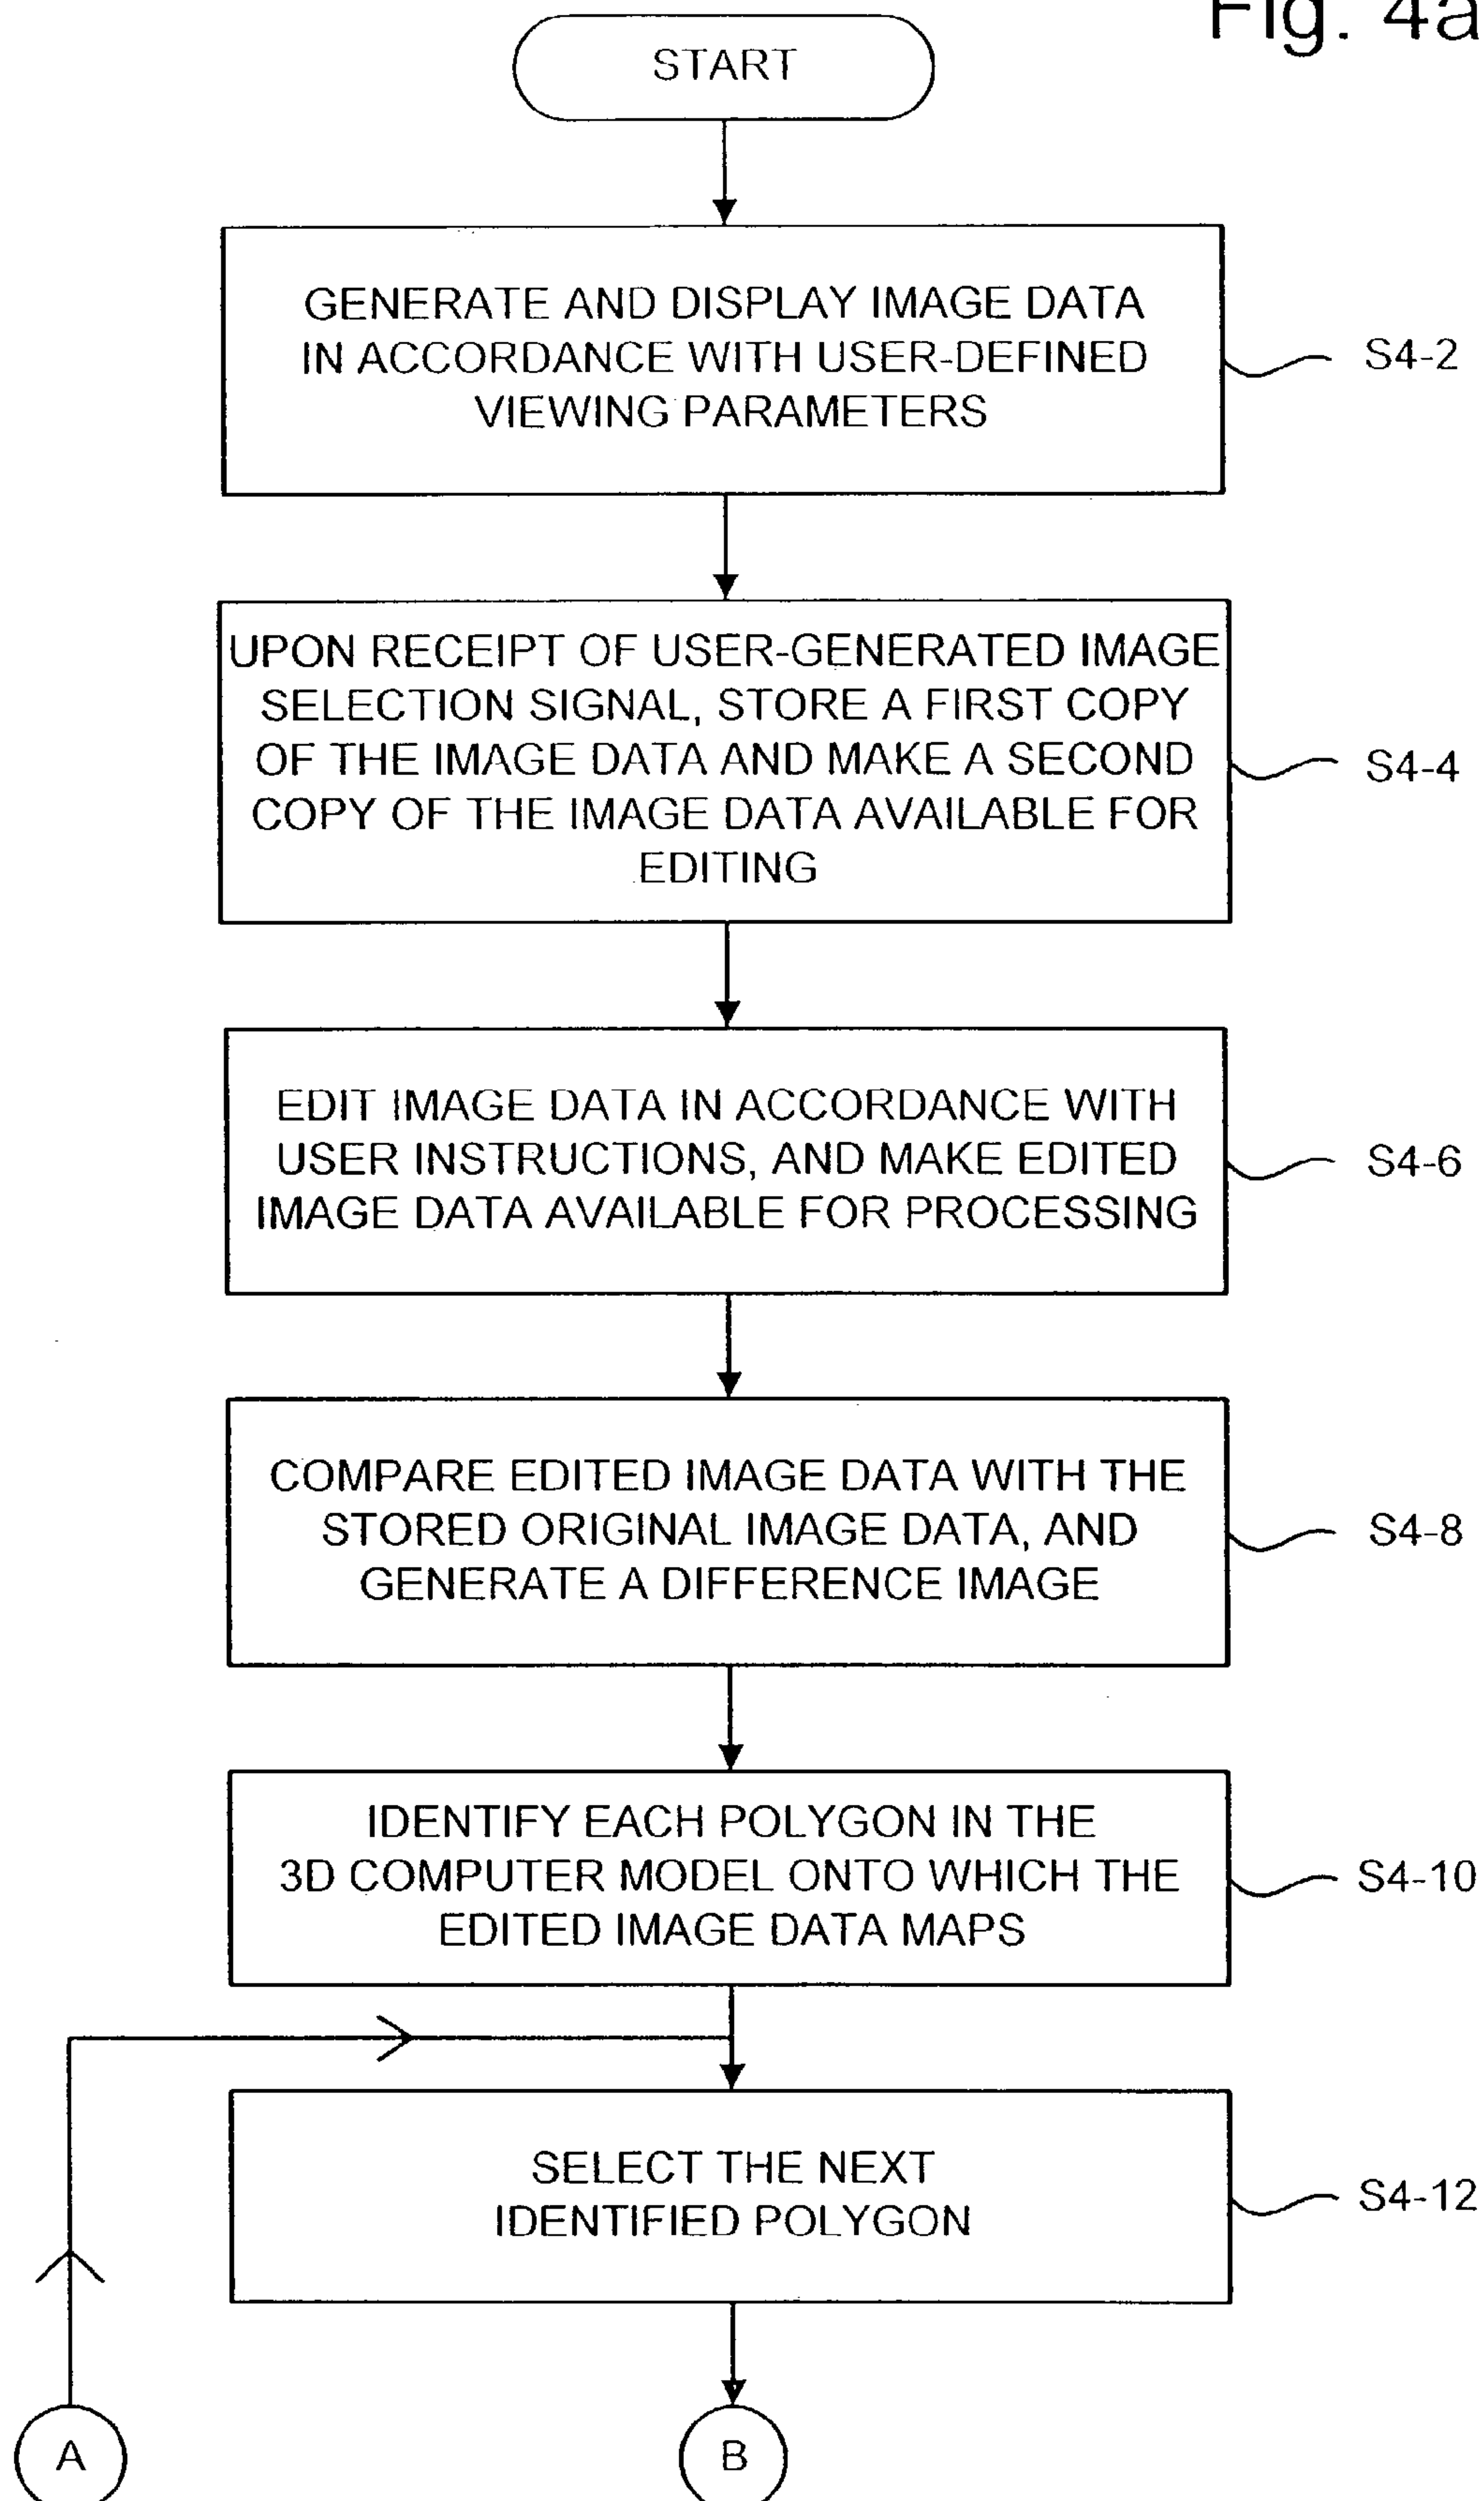 Fig. 4a
START
GENERATE AND DISPLAY IMAGE DATA
IN ACCORDANCE WITH USER-DEFINED
VIEWING PARAMETERS
S4-2
UPON RECEIPT OF USER-GENERATED IMAGE
SELECTION SIGNAL, STORE A FIRST COPY
OF THE IMAGE DATA AND MAKE A SECOND
COPY OF THE IMAGE DATA AVAILABLE FOR
EDITING
S4-4
EDIT IMAGE DATA IN ACCORDANCE WITH
USER INSTRUCTIONS, AND MAKE EDITED
IMAGE DATA AVAILABLE FOR PROCESSING
S4-6
COMPARE EDITED IMAGE DATA WITH THE
STORED ORIGINAL IMAGE DATA, AND
GENERATE A DIFFERENCE IMAGE
S4-8
IDENTIFY EACH POLYGON IN THE
3D COMPUTER MODEL ONTO WHICH THE
EDITED IMAGE DATA MAPS
S4-10
SELECT THE NEXT
IDENTIFIED POLYGON
S4-12
A
B